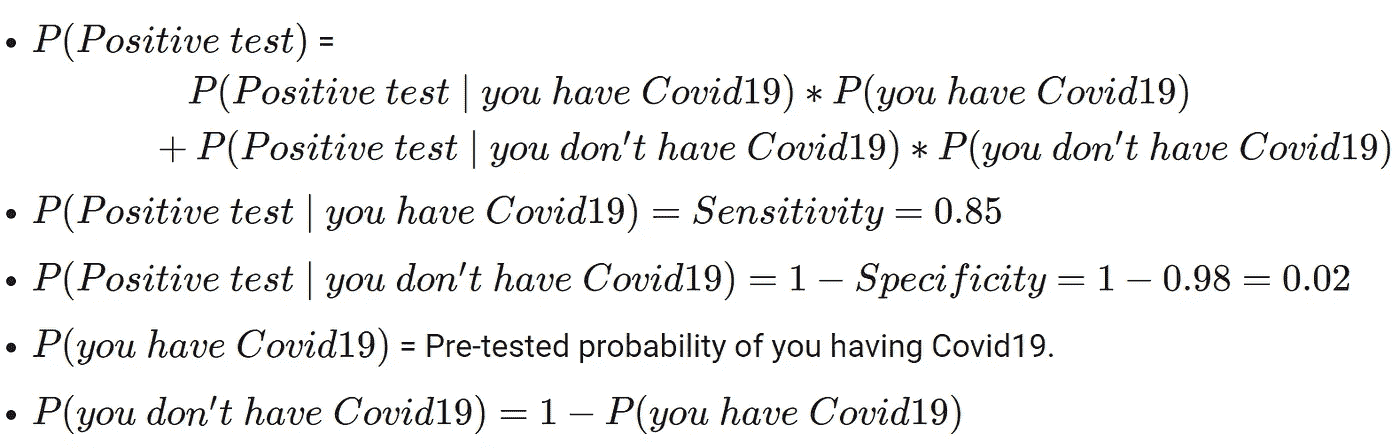 • P(Positive test) =
P(Positive test | you have Covid19) * P(you have Covid19)
+ P(Positive test | you don't have Covid19) * P(you don't have Covid19)
• P(Positive test | you have Covid19) = Sensitivity = 0.85
• P(Positive test | you don't have Covid19) = 1 − Specificity = 1 − 0.98 = 0.02
• P(you have Covid19) = Pre-tested probability of you having Covid19.
• P(you don't have Covid19) = 1 − P(you have Covid19)